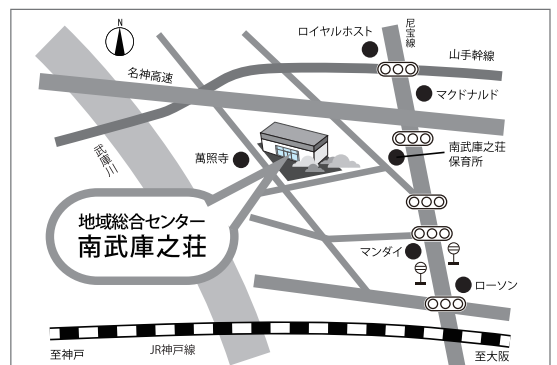 N
ロイヤルホスト
尼宝線
山手幹線
名神高速
マクドナルド
武庫川
萬照寺
南武庫之荘
保育所
地域総合センター
南武庫之荘
マンダイ
ローソン
至神戸
JR神戸線
至大阪